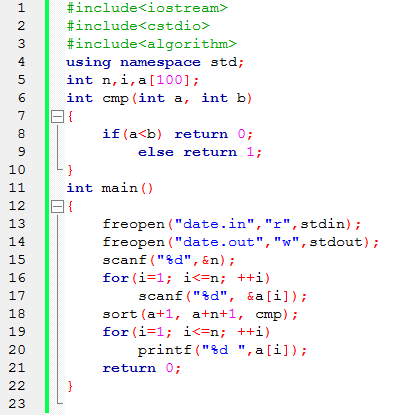 1 #include<iostream>
2 #include<cstdio>
3 #include<algorithm>
4 using namespace std;
5 int n,i,a[100];
6 int cmp(int a, int b)
7 {
8 if(a<b) return 0;
9 else return 1;
10 }
11 int main()
12 {
13 freopen("date.in","r",stdin);
14 freopen("date.out","w",stdout);
15 scanf("%d",&n);
16 for(i=1; i<=n; ++i)
17 scanf("%d", &a[i]);
18 sort(a+1, a+n+1, cmp);
19 for(i=1; i<=n; ++i)
20 printf("%d ",a[i]);
21 return 0;
22 }
23